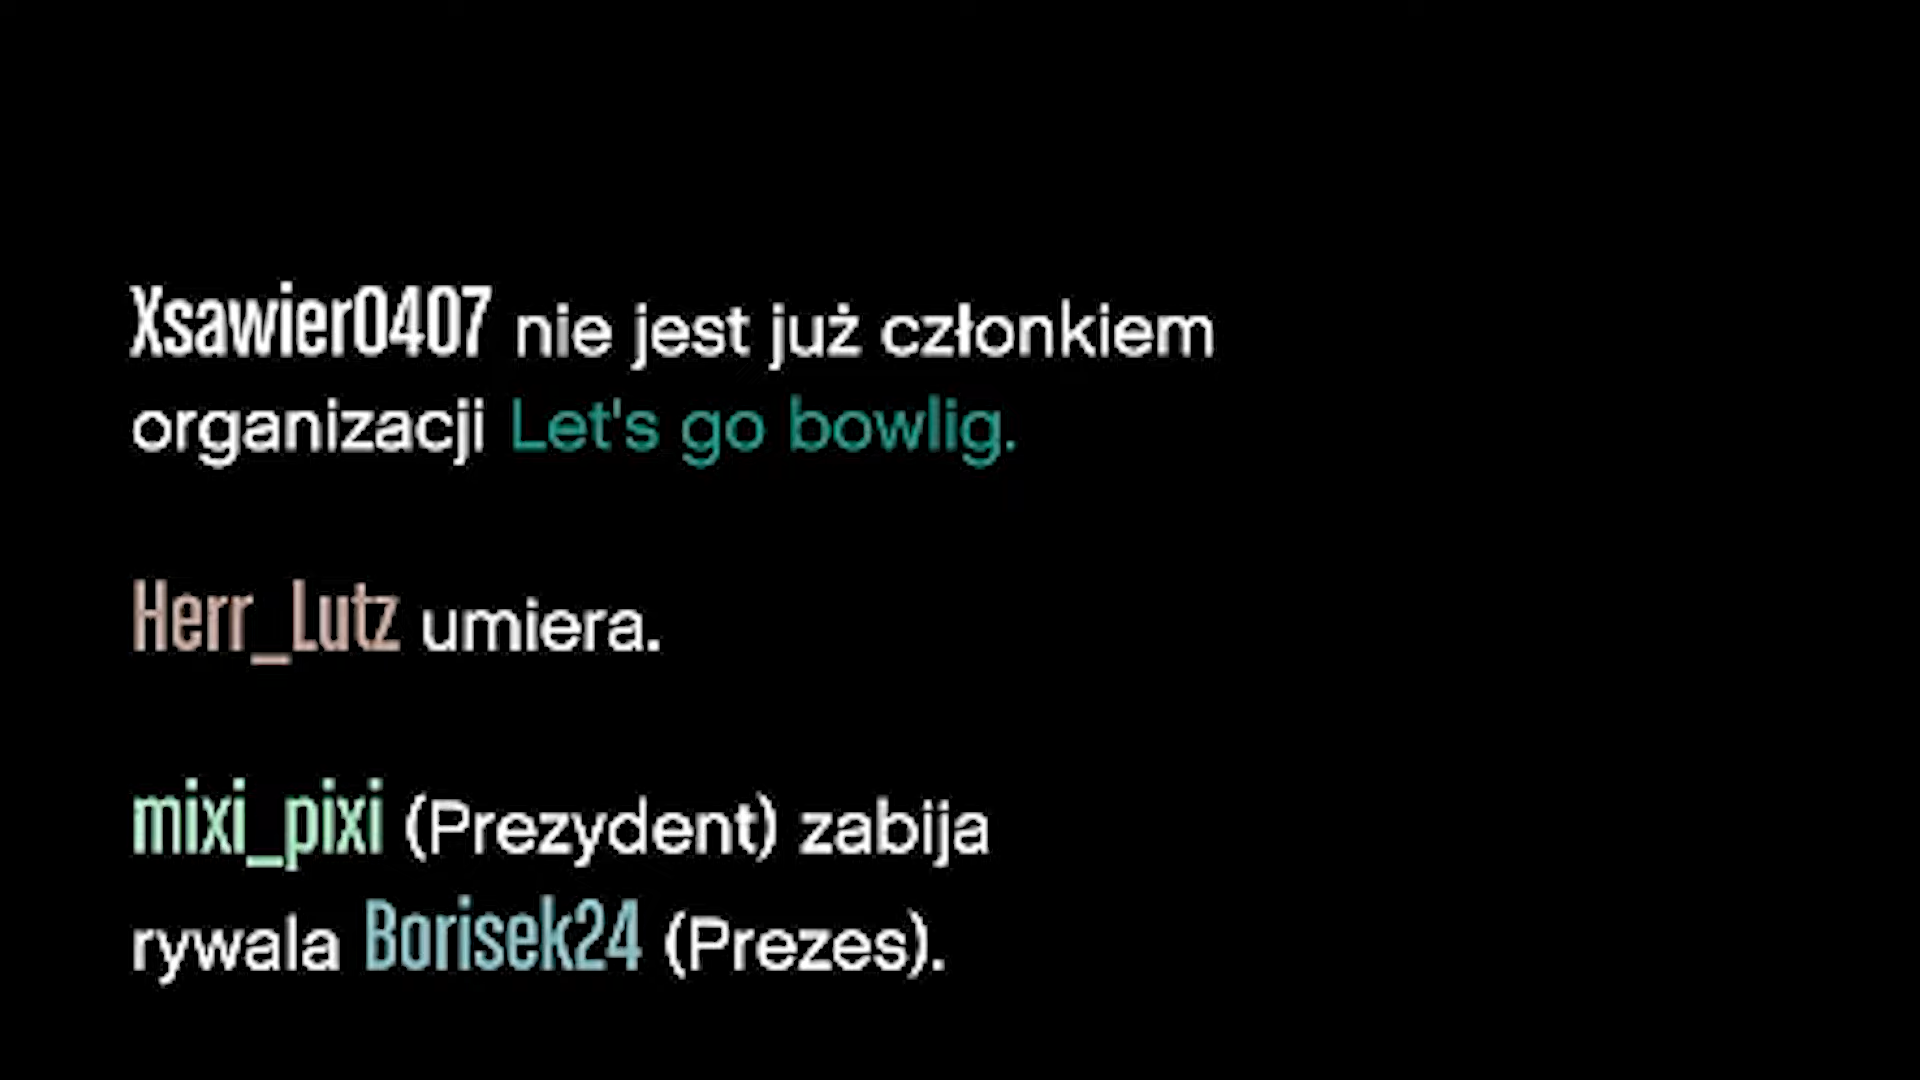 Xsawier0407 nie jest już członkiem
organizacji Let's go bowlig.
Herr_Lutz umiera.
mixi_pixi (Prezydent) zabija
rywala Borisek24 (Prezes).